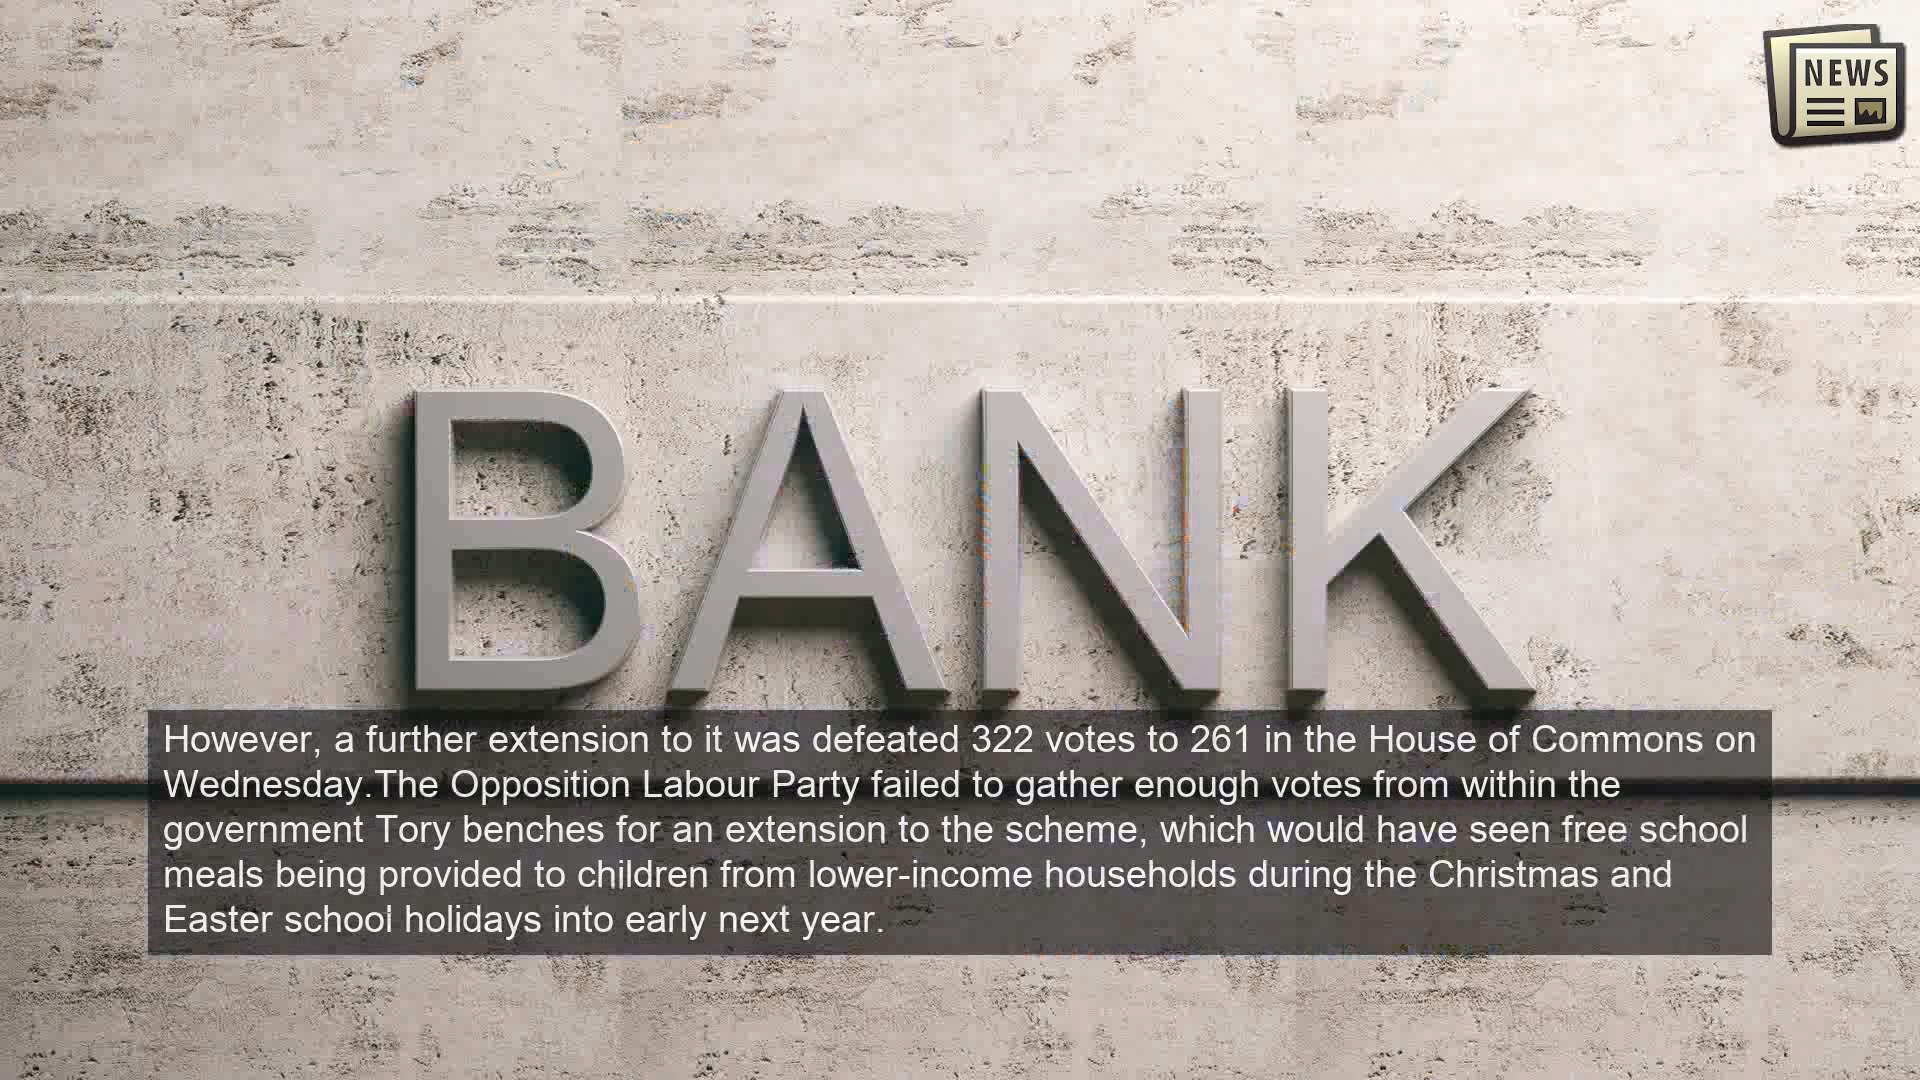 NEWS
BANK
However, a further extension to it was defeated 322 votes to 261 in the House of Commons on
Wednesday.The Opposition Labour Party failed to gather enough votes from within the
government Tory benches for an extension to the scheme, which would have seen free school
meals being provided to children from lower-income households during the Christmas and
Easter school holidays into early next year.